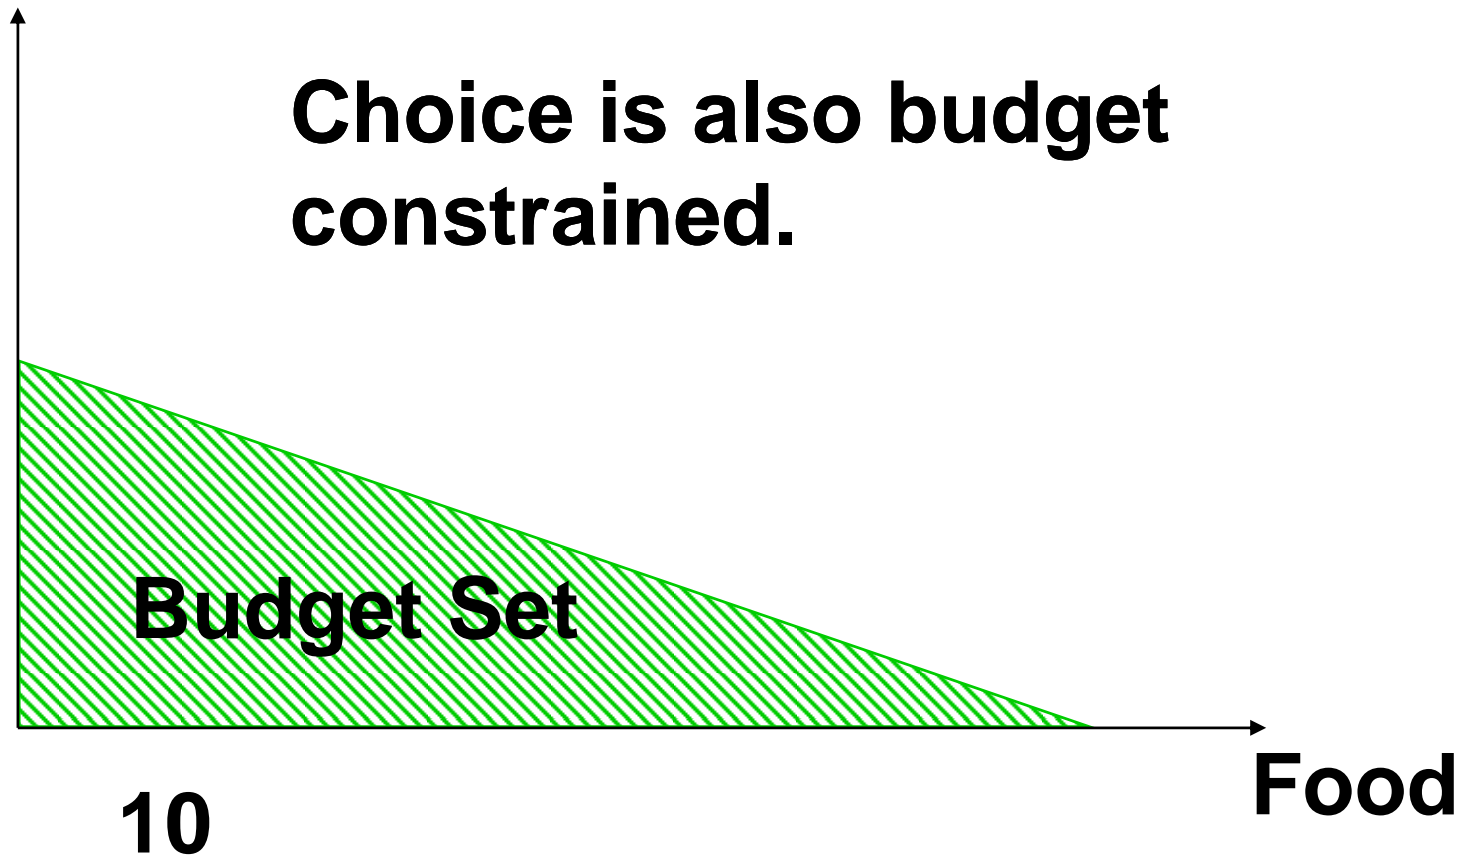 Choice is also budget
constrained.
Budget Set
Food
10